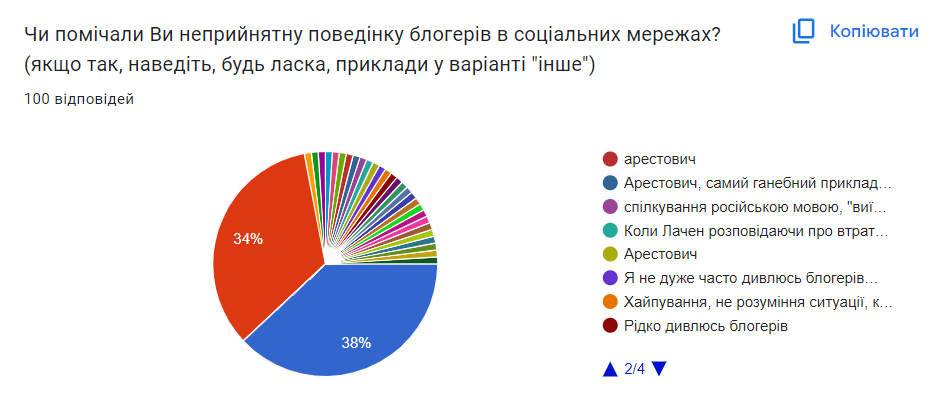 Чи помічали Ви неприйнятну поведінку блогерів в соціальних мережах?
(якщо так, наведіть, будь ласка, приклади у варіанті "інше")
Копіювати
100 відповідей
34%
38%
арестович
Арестович, самий ганебний приклад…
спілкування російською мовою, "виї…
Коли Лачен розповідаючи про втрат…
Арестович
Я не дуже часто дивлюсь блогерів…
Хайпування, не розуміння ситуації, к…
Рідко дивлюсь блогерів
2/4